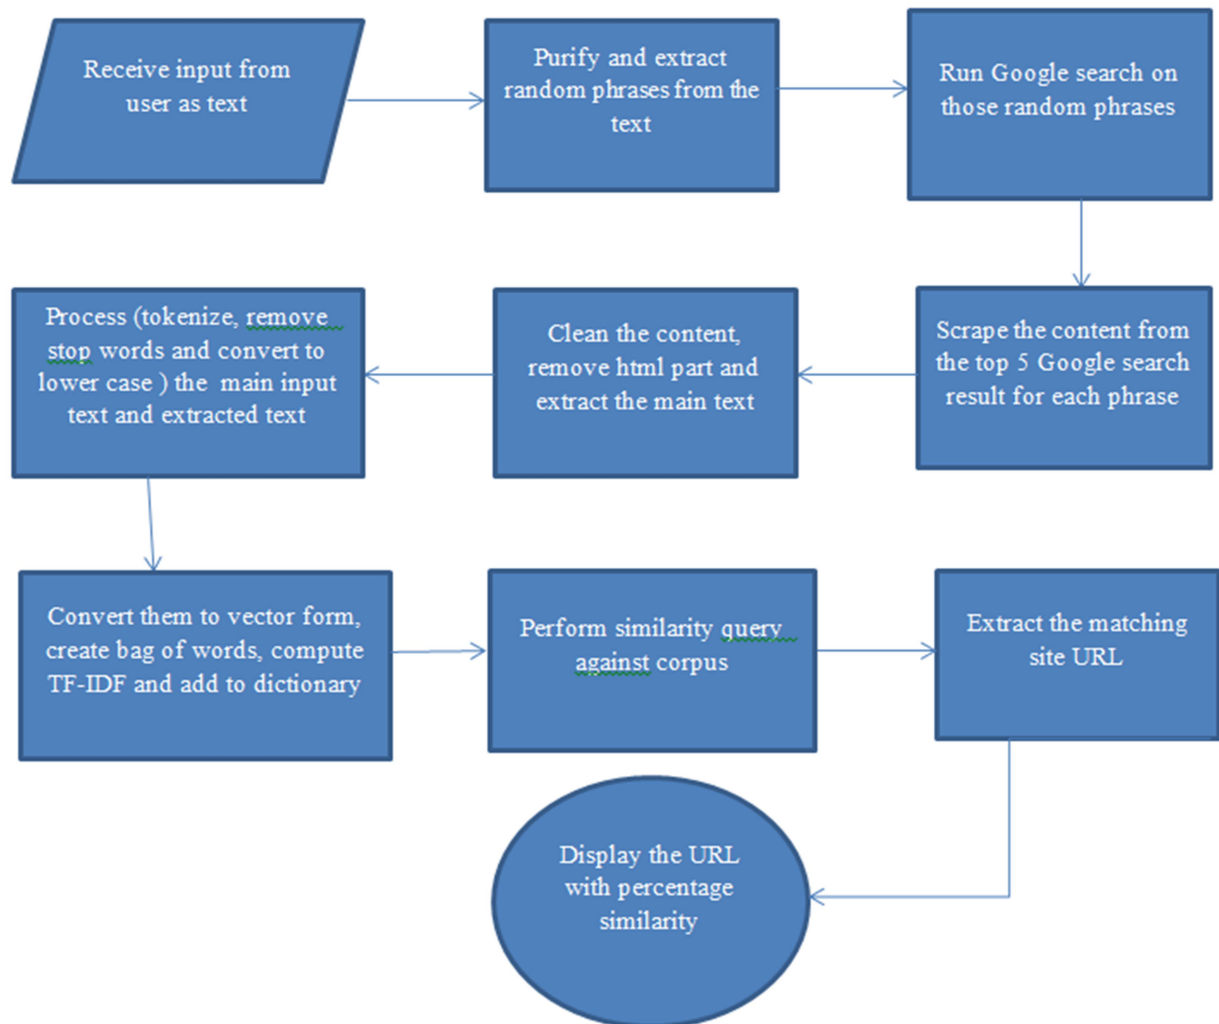 Receive input from
user as text
Purify and extract
random phrases from the
text
Run Google search on
those random phrases
Scrape the content from
the top 5 Google search
result for each phrase
Clean the content,
remove html part and
extract the main text
Process (tokenize, remove
stop words and convert to
lower case ) the main input
text and extracted text
Convert them to vector form,
create bag of words, compute
TF-IDF and add to dictionary
Perform similarity query
against corpus
Extract the matching
site URL
Display the URL
with percentage
similarity